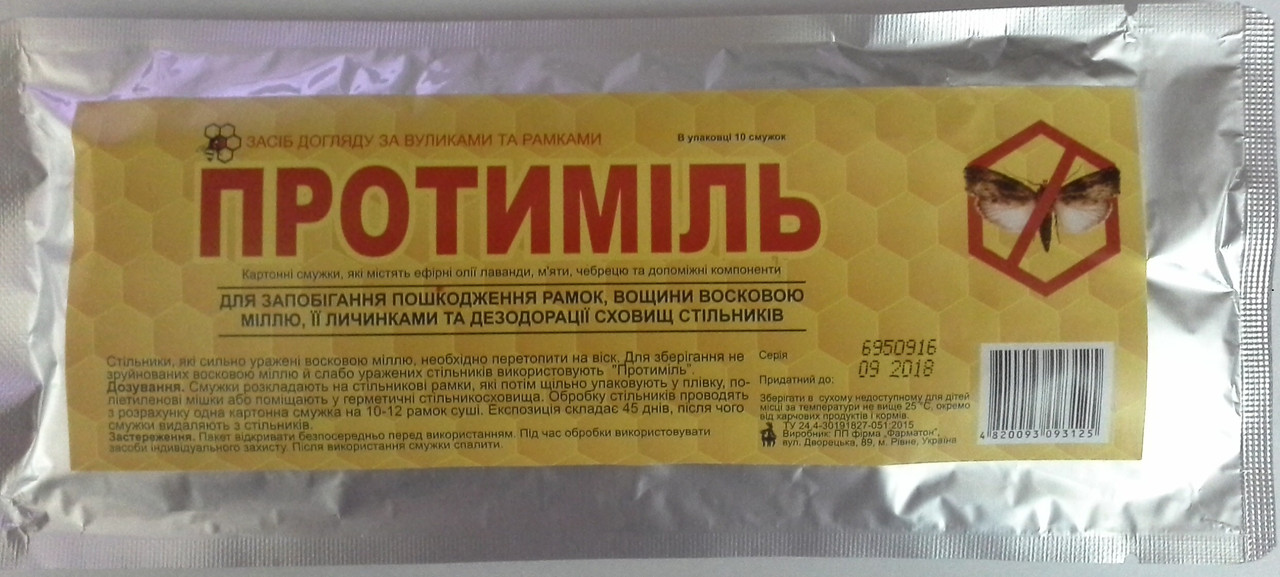 ЗАСІБ ДОГЛЯДУ ЗА ВУЛИКАМИ ТА РАМКАМИ
В упаковці 10 смужок
ПРОТИМІЛЬ
Картонні смужки, які містять ефірні олії лаванди, м'яти, чебрецю та допоміжні компоненти
ДЛЯ ЗАПОБІГАННЯ ПОШКОДЖЕННЯ РАМОК, ВОЩИНИ ВОСКОВОЮ
МІЛЛЮ, ЇЇ ЛИЧИНКАМИ ТА ДЕЗОДОРАЦІЇ СХОВИЩ СТІЛЬНИКІВ
Стільники, які сильно уражені восковою міллю, необхідно перетопити на віск. Для зберігання не
зруйнованих восковою міллю й слабо уражених стільників використовують "Протиміль".
Дозування. Смужки розкладають на стільникові рамки, які потім щільно упаковують у плівку, по-
ліетиленові мішки або поміщають у герметичні стільникосховища. Обробку стільників проводять
з розрахунку одна картонна смужка на 10-12 рамок суші. Експозиція складає 45 днів, після чого
смужки видаляють з стільників.
Застереження. Пакет відкривати безпосередньо перед використанням. Під час обробки використовувати
засоби індивідуального захисту. Після використання смужки спалити.
Серія 6950916
Придатний до: 09 2018
Зберігати в сухому недоступному для дітей
місці за температури не вище 25 °С, окремо
від харчових продуктів і кормів.
ТУ 24.4-30191827-051:2015
Виробник: ПП фірма „Фарматон",
вул. Дворецька, 89, м. Рівне, Україна
4 820093 093125